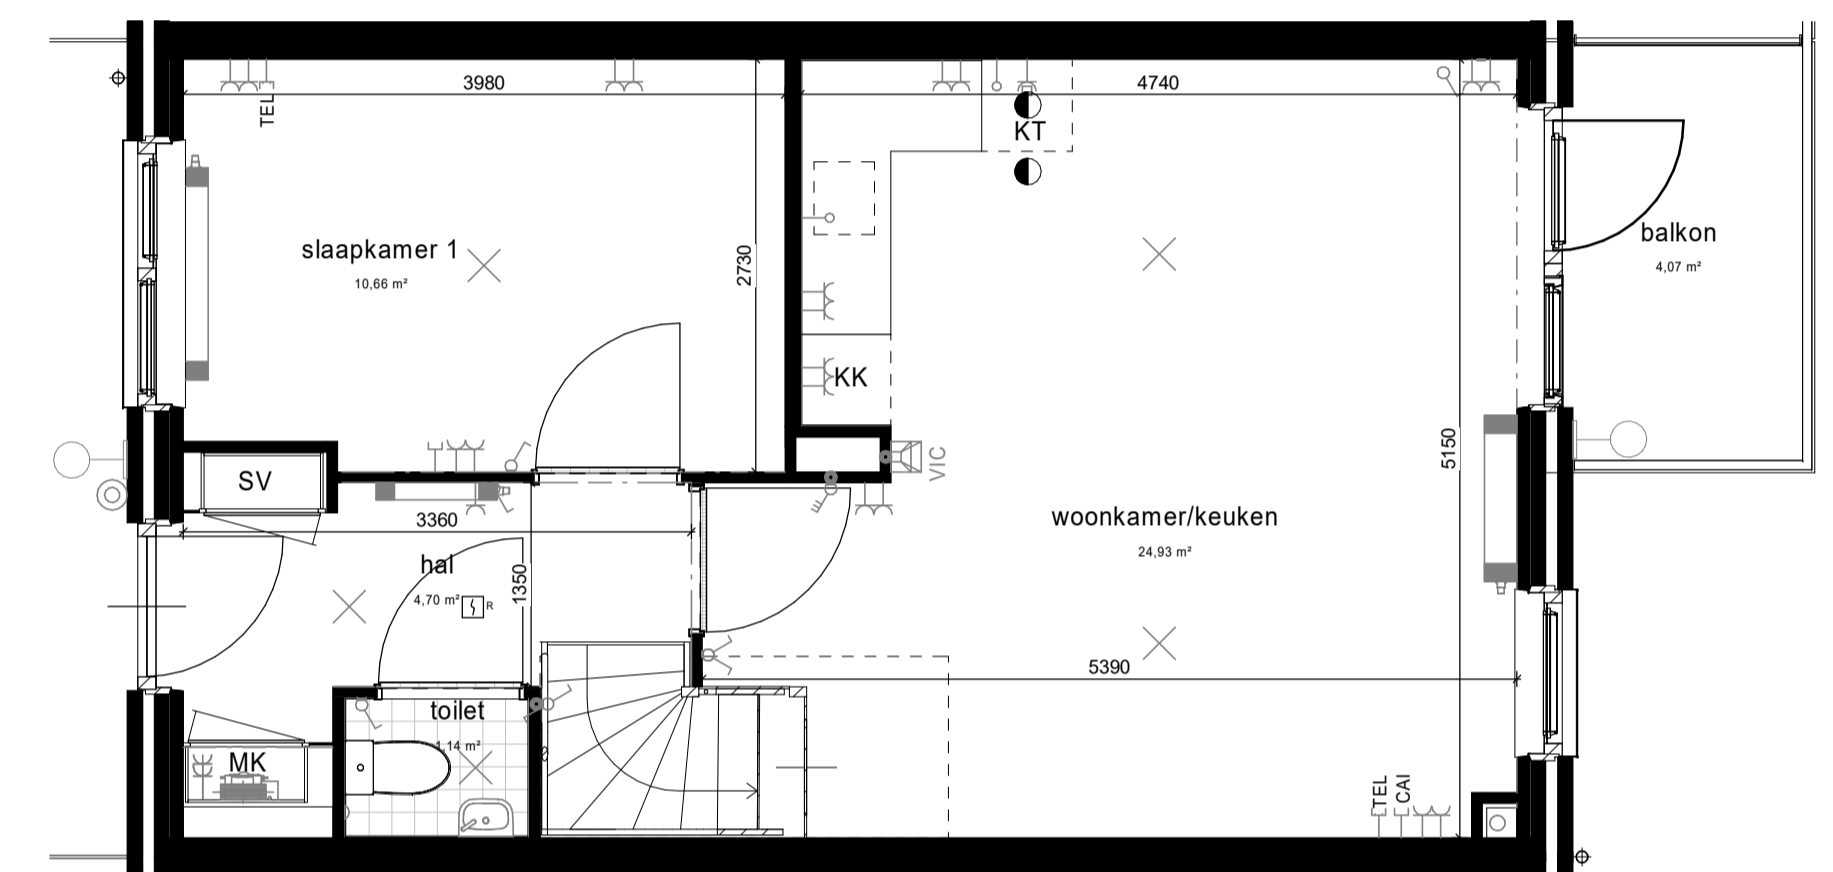 3980
4740
TEL
KT
slaapkamer 1
10,66 m²
2730
balkon
4,07 m²
KK
5150
VIC
SV
3360
woonkamer/keuken
24,93 m²
hal
4,70 m²
R
1350
5390
toilet
1,14 m²
MK
TEL
CAI